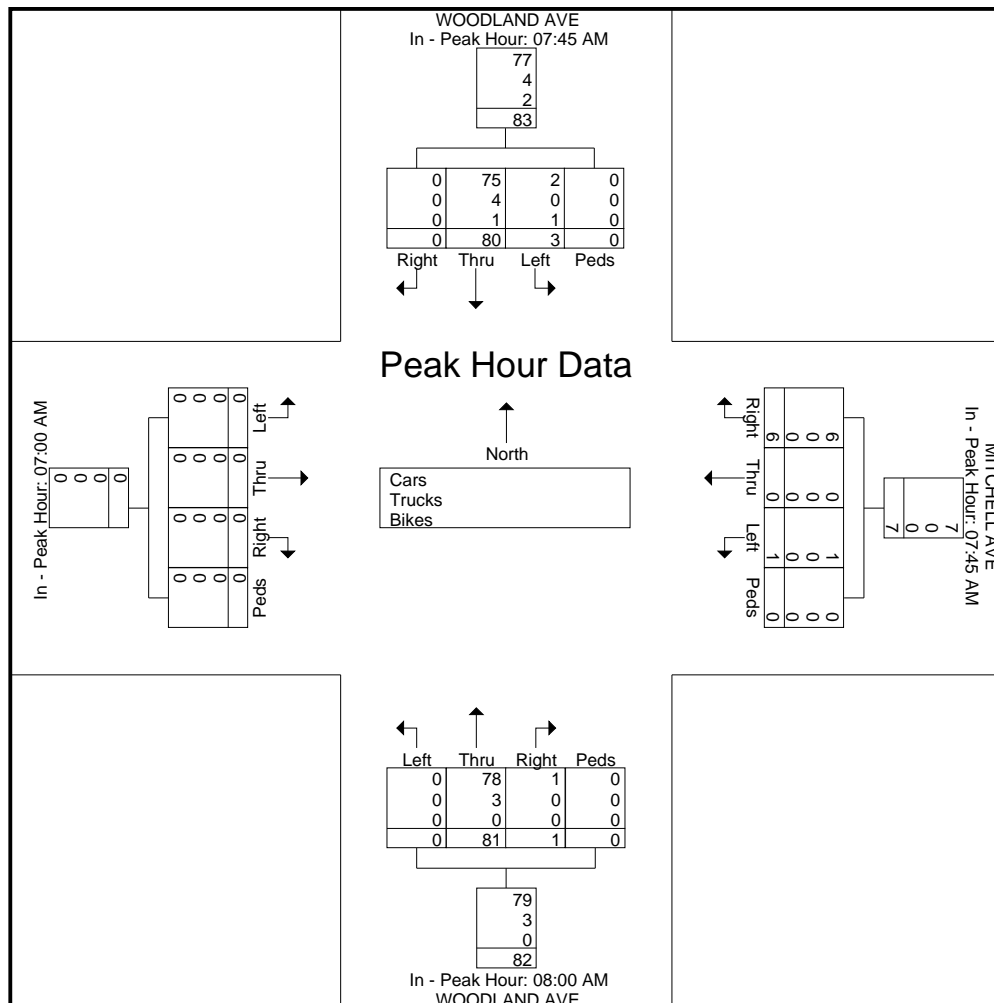 WOODLAND AVE
In - Peak Hour: 07:45 AM
77
4
2
83
0 75 2 0
0 4 0 0
0 1 1 0
0 80 3 0
Right Thru Left Peds
Peak Hour Data
North
Cars
Trucks
Bikes
In - Peak Hour: 07:00 AM
0 0 0 0
0 0 0 0
Left
0 0 0 0
Thru
0 0 0 0
Right
0 0 0 0
Peds
MITCHELL AVE
In - Peak Hour: 07:45 AM
7
0
0
7
Right
6 0 0 6
Thru
0 0 0 0
Left
1 0 0 1
Peds
0 0 0 0
Left Thru Right Peds
0 78 1 0
0 3 0 0
0 0 0 0
0 81 1 0
79
3
0
82
In - Peak Hour: 08:00 AM
WOODLAND AVE